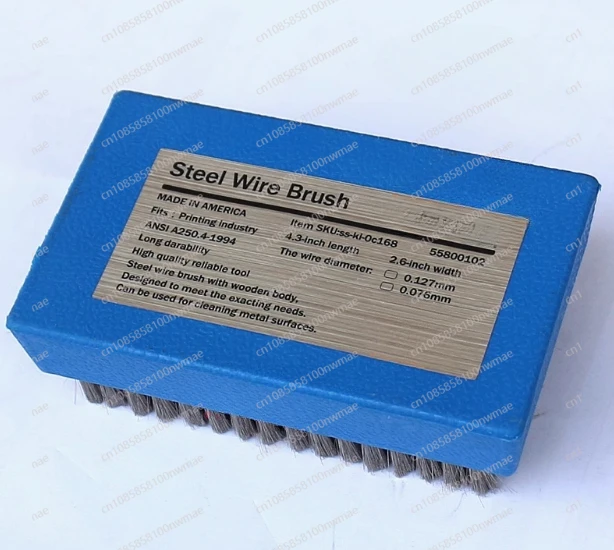 Steel Wire Brush
MADE IN AMERICA
Fits : Printing industry
Item SKU:ss-kl-0c168 55800102
ANSI A250.4-1994
4.3-inch length 2.6-inch width
Long darability
The wire diameter: 0.127mm
0.076mm
High quality reliable tool
Steel wire brush with wooden body.
Designed to meet the exacting needs.
Can be used for cleaning metal surfaces.
cn1085858100nwmae